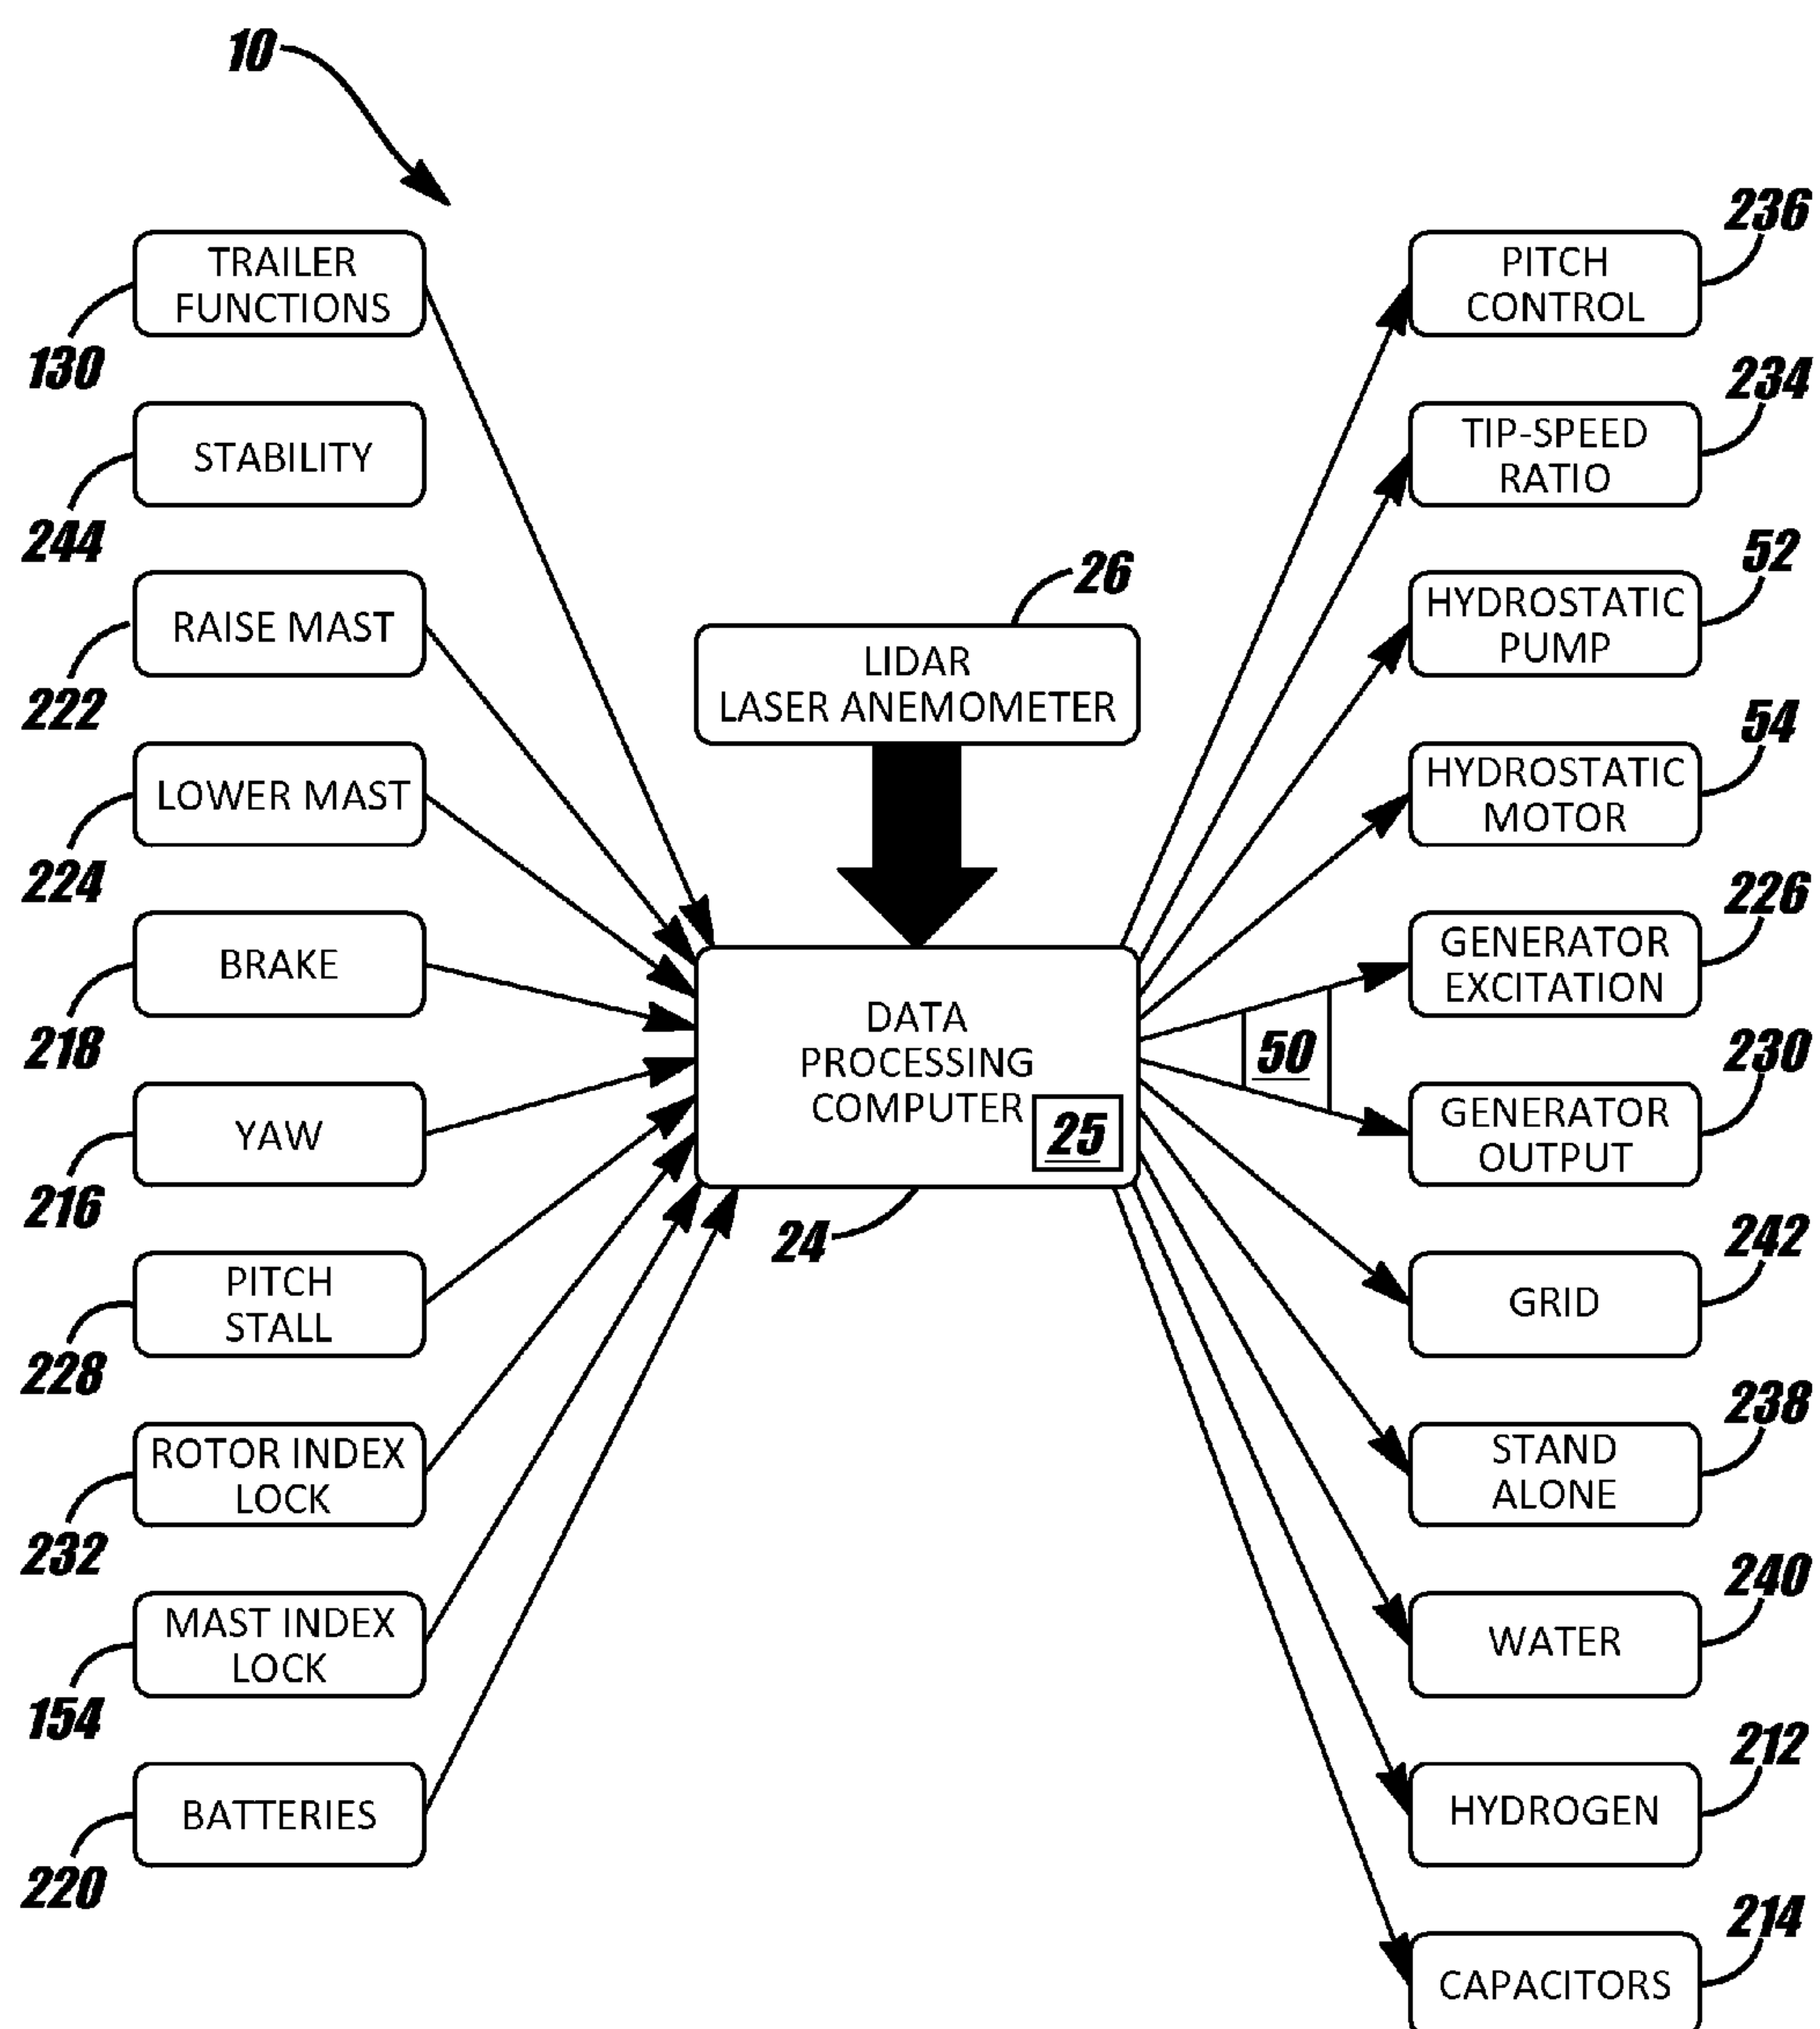 10
TRAILER
FUNCTIONS
130
STABILITY
244
RAISE MAST
222
LOWER MAST
224
BRAKE
218
YAW
216
PITCH
STALL
228
ROTOR INDEX
LOCK
232
MAST INDEX
LOCK
154
BATTERIES
220
26
LIDAR
LASER ANEMOMETER
DATA
PROCESSING
COMPUTER
25
24
50
236
PITCH
CONTROL
234
TIP-SPEED
RATIO
52
HYDROSTATIC
PUMP
54
HYDROSTATIC
MOTOR
226
GENERATOR
EXCITATION
230
GENERATOR
OUTPUT
242
GRID
238
STAND
ALONE
240
WATER
212
HYDROGEN
214
CAPACITORS